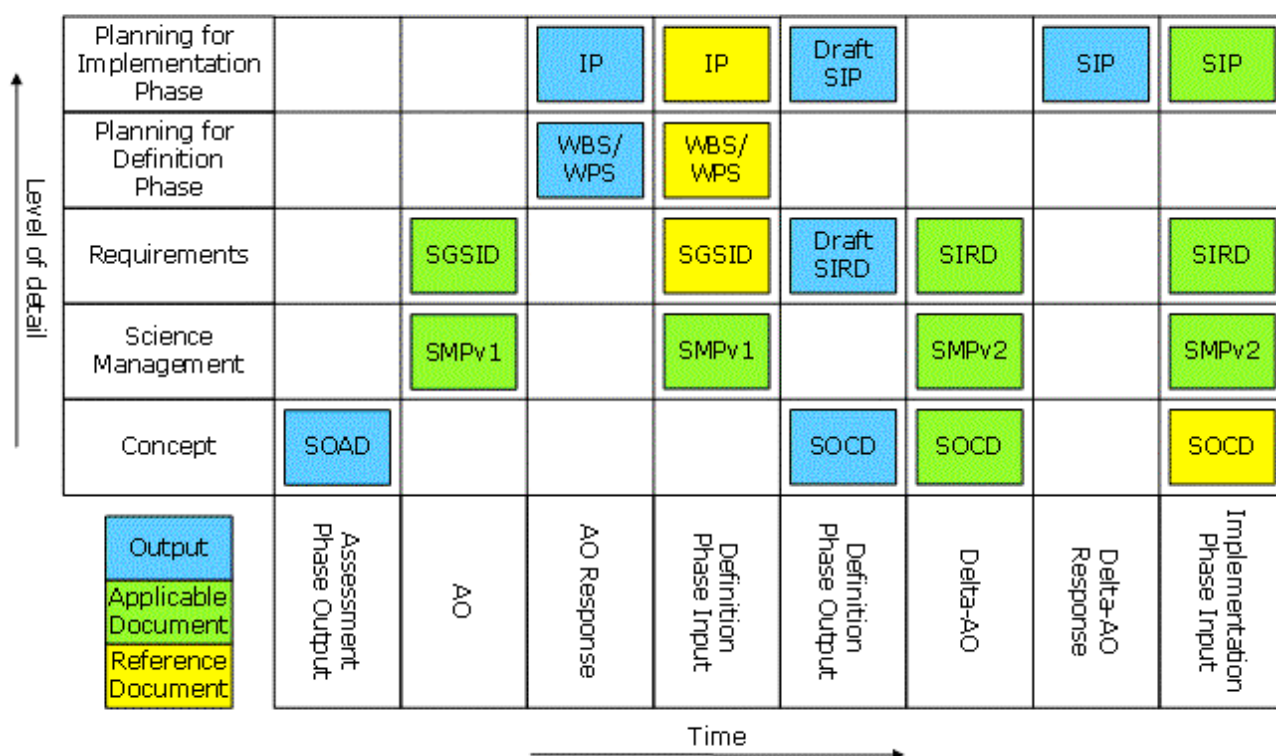 Planning for
Implementation
Phase
IP
IP
Draft
SIP
SIP
SIP
Planning for
Definition
Phase
WBS/
WPS
WBS/
WPS
Requirements
SGSID
SGSID
Draft
SIRD
SIRD
SIRD
Science
Management
SMPv1
SMPv1
SMPv2
SMPv2
Concept
SOAD
SOCD
SOCD
SOCD
Level of detail
Output
Applicable
Document
Reference
Document
Assessment
Phase Output
AO
AO Response
Definition
Phase Input
Definition
Phase Output
Delta-AO
Delta-AO
Response
Implementation
Phase Input
Time